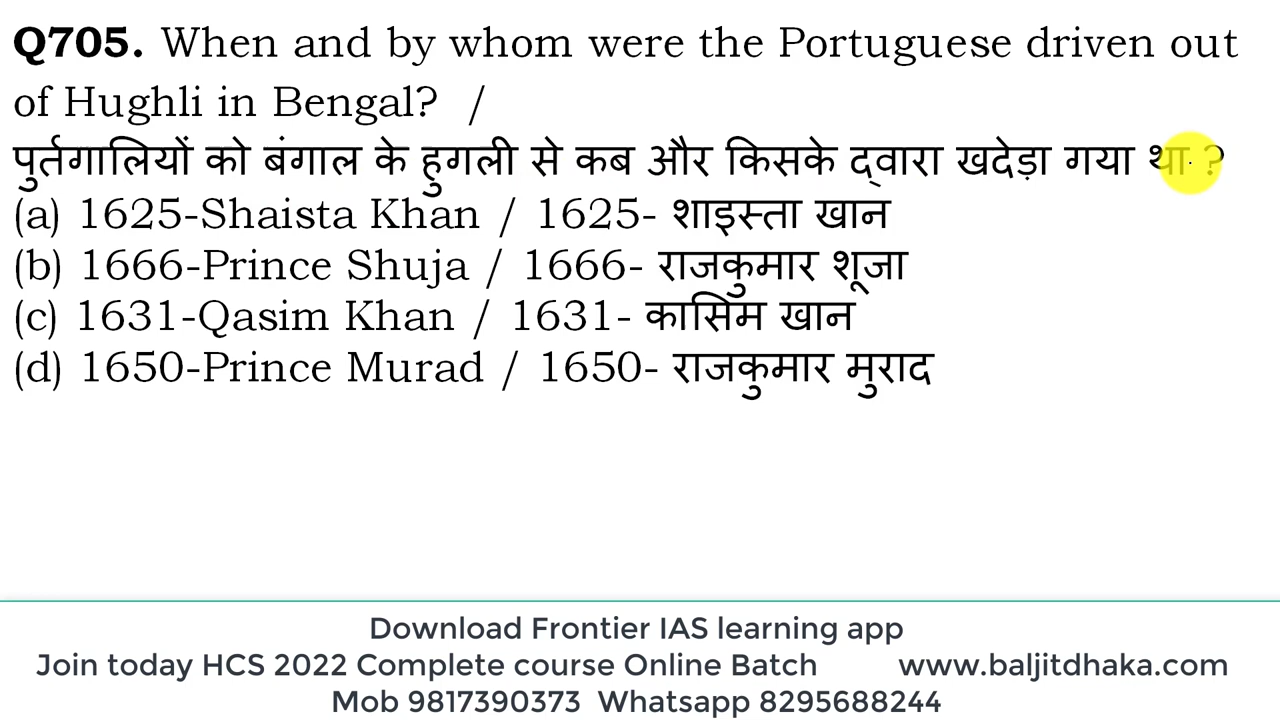 Q705. When and by whom were the Portuguese driven out
of Hughli in Bengal? /
पुर्तगालियों को बंगाल के हुगली से कब और किसके द्वारा खदेड़ा गया था ?
(a) 1625-Shaista Khan / 1625- शाइस्ता खान
(b) 1666-Prince Shuja / 1666- राजकुमार शूजा
(c) 1631-Qasim Khan / 1631- कासिम खान
(d) 1650-Prince Murad / 1650- राजकुमार मुराद
Download Frontier IAS learning app
Join today HCS 2022 Complete course Online Batch www.baljitdhaka.com
Mob 9817390373 Whatsapp 8295688244